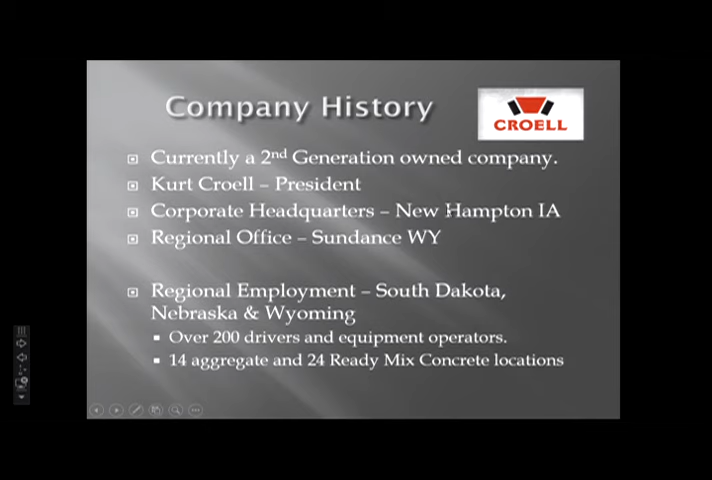 Company History
CROELL
Currently a 2nd Generation owned company.
Kurt Croell – President
Corporate Headquarters – New Hampton IA
Regional Office – Sundance WY
Regional Employment – South Dakota,
Nebraska & Wyoming
Over 200 drivers and equipment operators.
14 aggregate and 24 Ready Mix Concrete locations